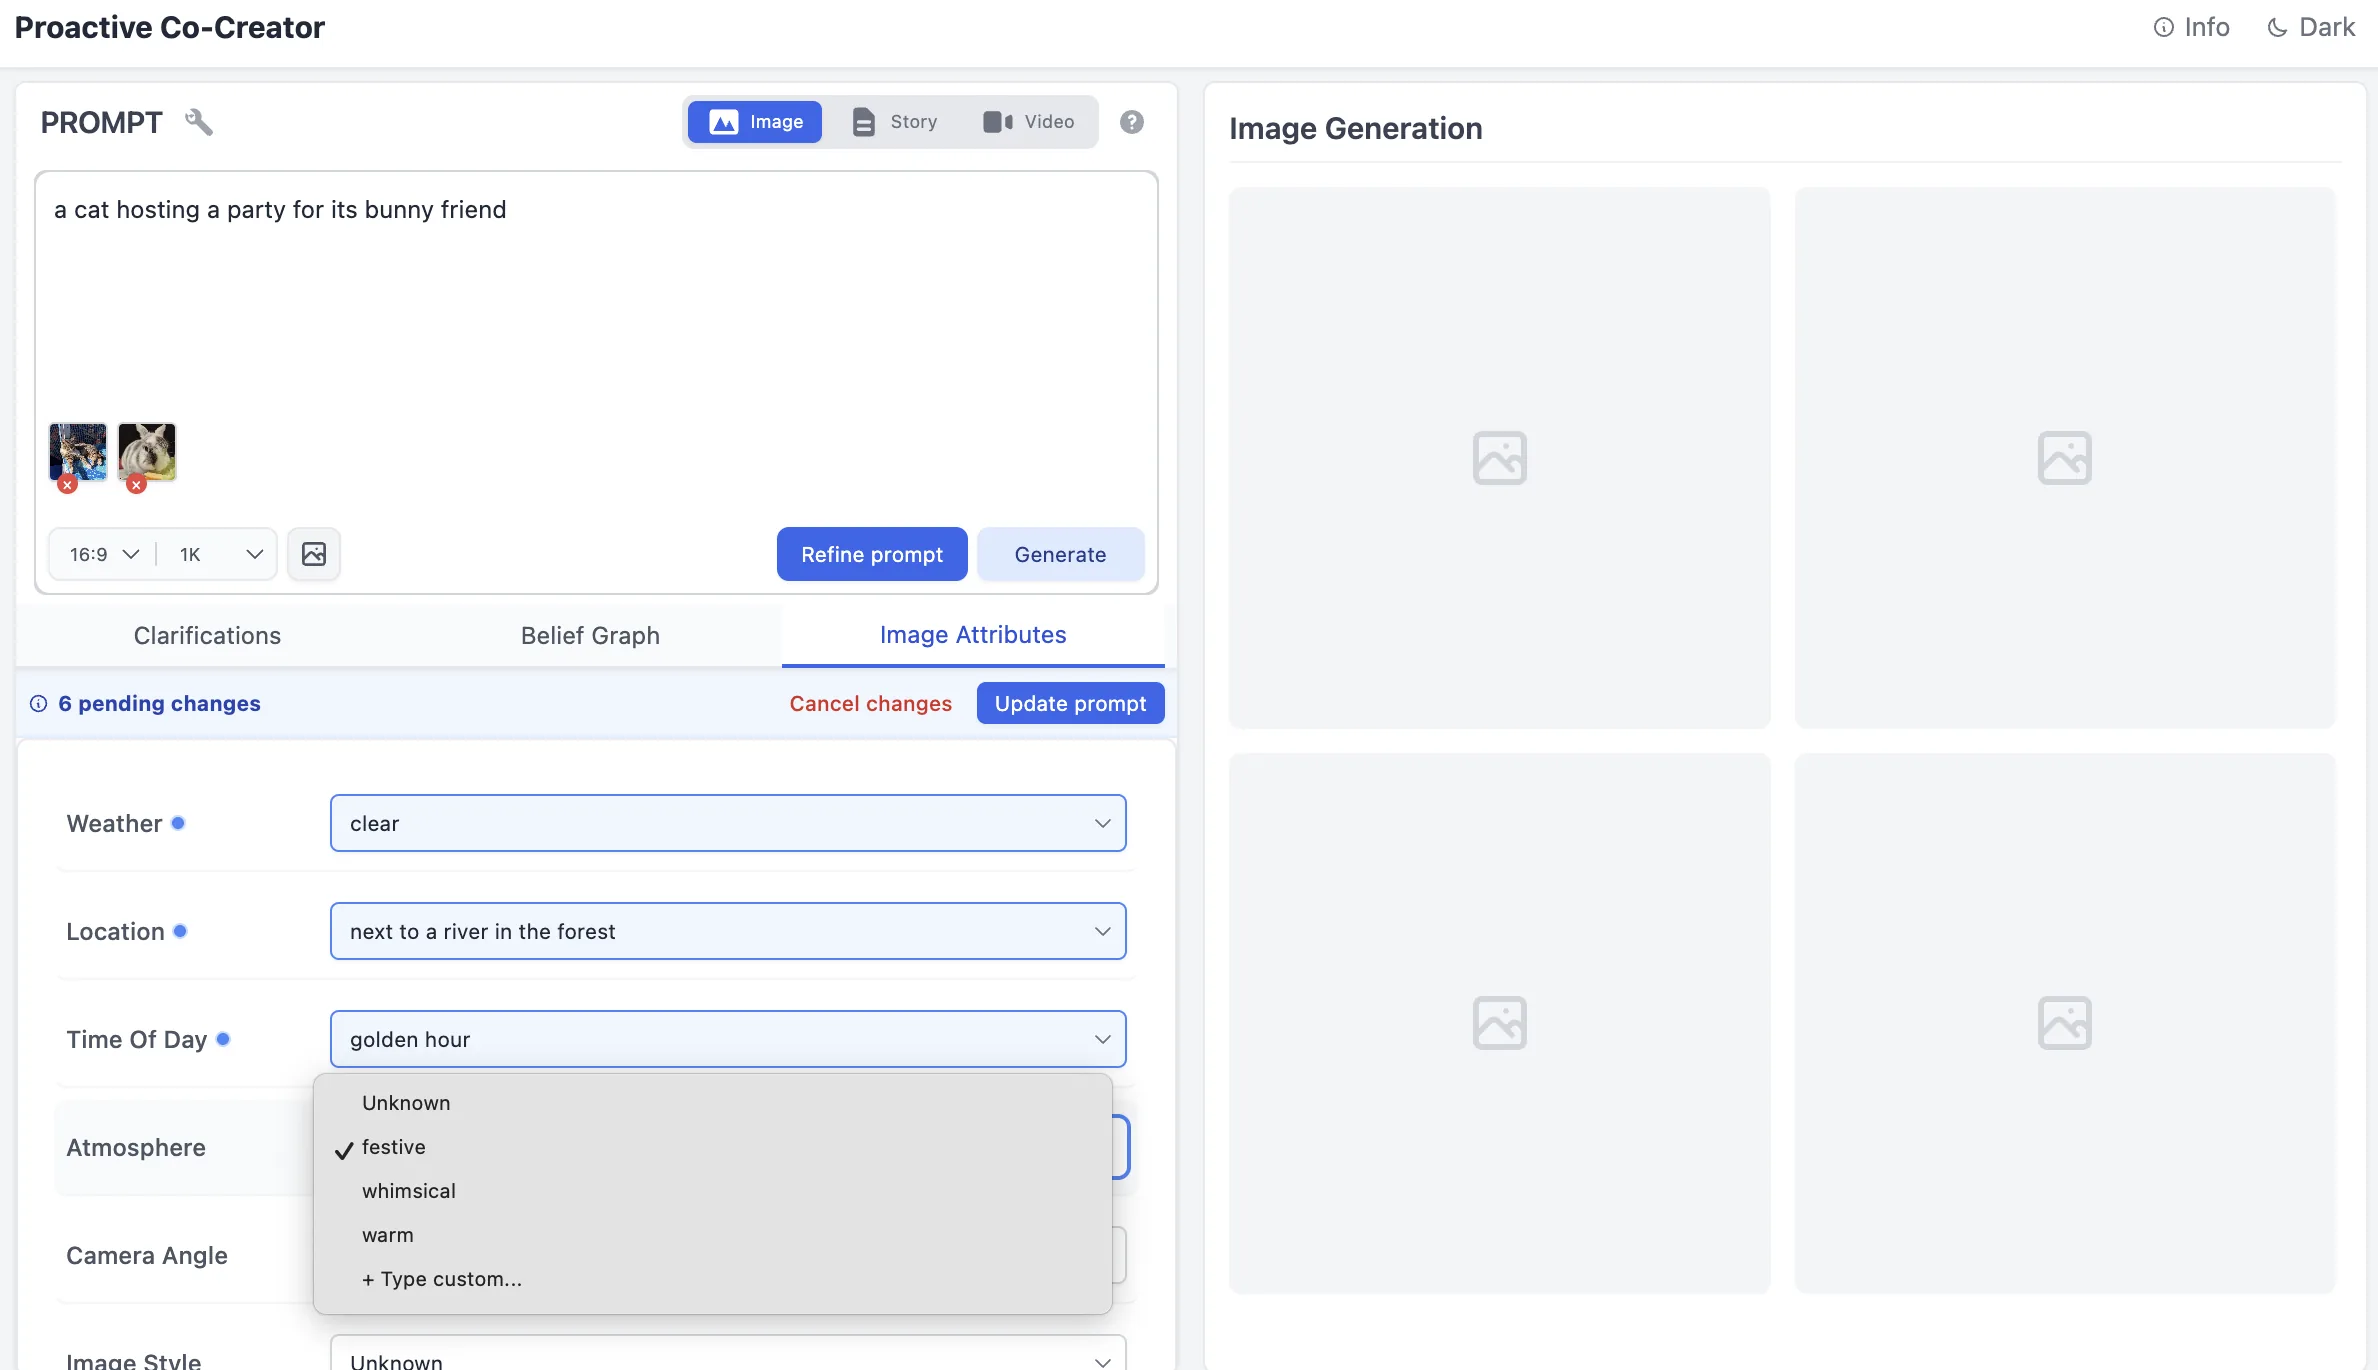 Proactive Co-Creator
Info
Dark
PROMPT
Image
Story
Video
?
a cat hosting a party for its bunny friend
16:9
1K
Refine prompt
Generate
Clarifications
Belief Graph
Image Attributes
6 pending changes
Cancel changes
Update prompt
Weather
clear
Location
next to a river in the forest
Time Of Day
golden hour
Atmosphere
Unknown
festive
whimsical
warm
+ Type custom...
Camera Angle
Image Style
Unknown
Image Generation